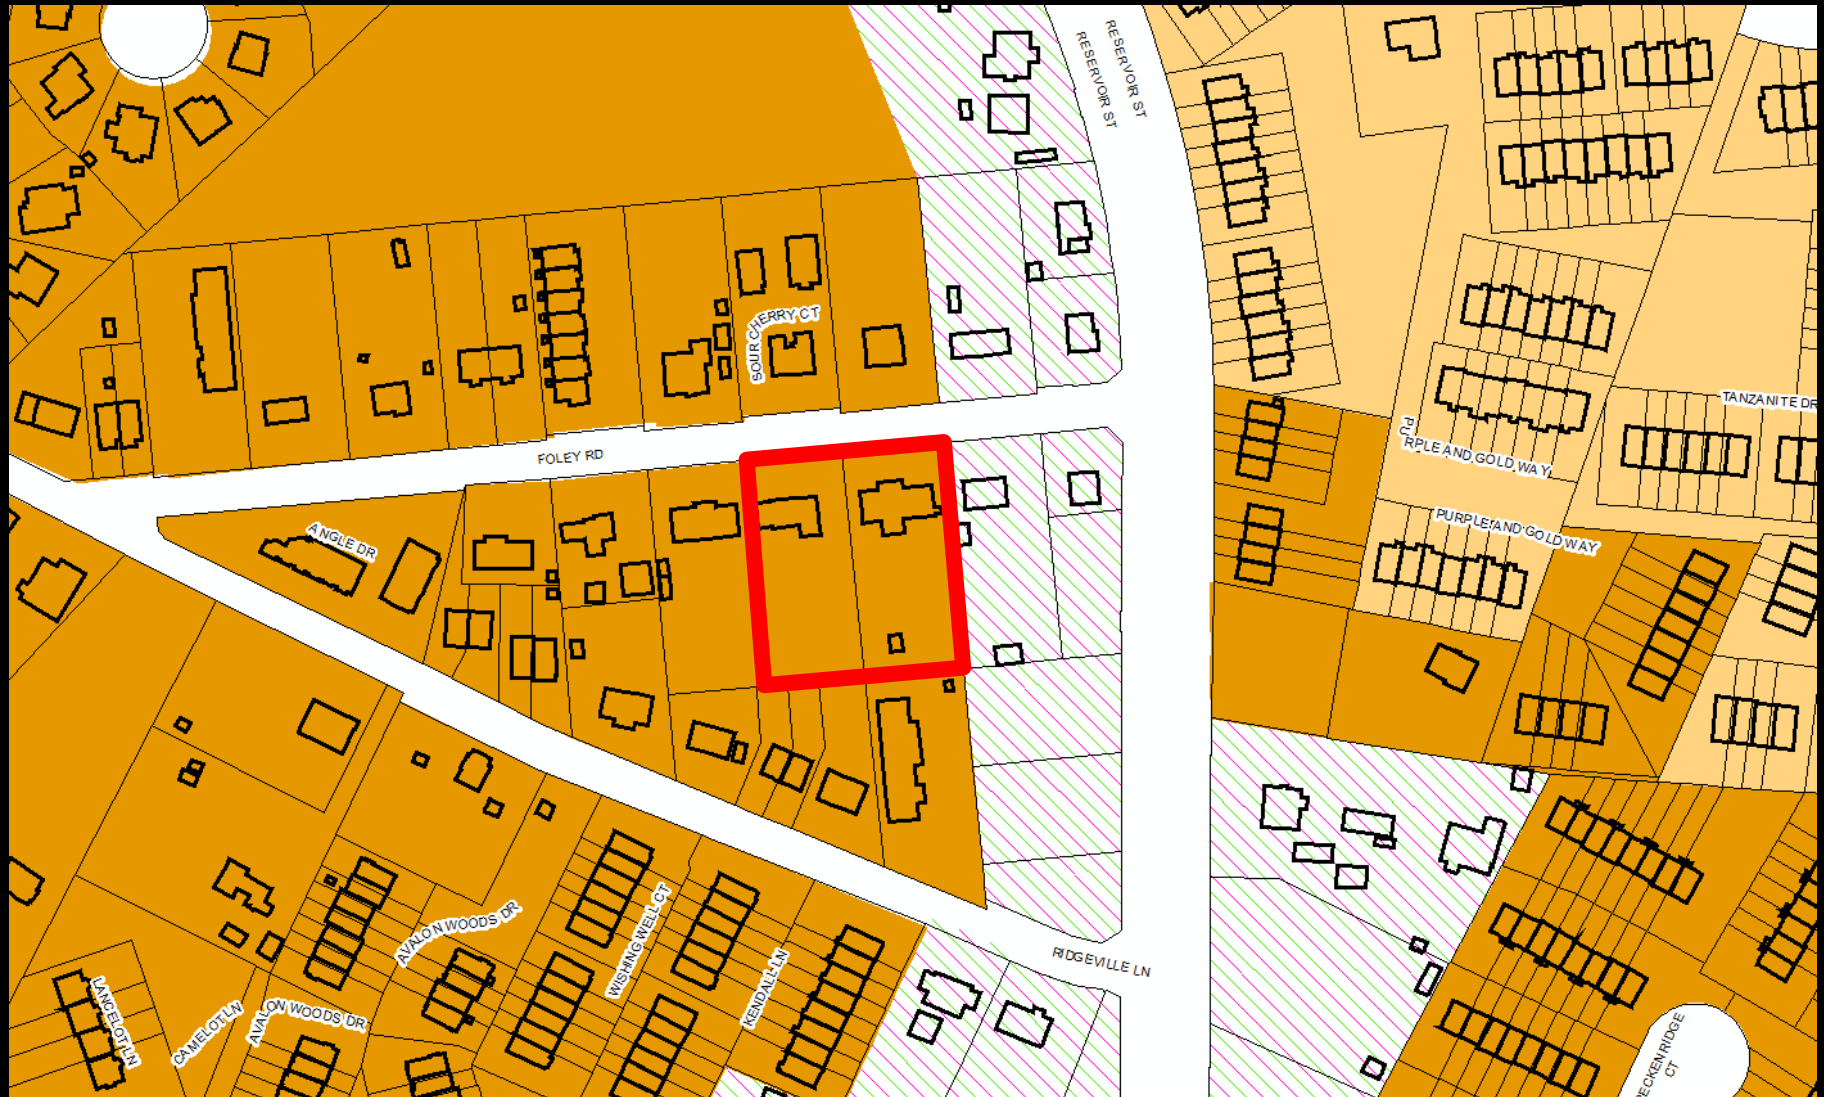 RESERVOIR ST
RESERVOIR ST
SOUR CHERRY CT
TANZANITE DR
PURPLE AND GOLD WAY
FOLEY RD
PURPLE AND GOLD WAY
ANGLE DR
WISHING WELL CT
AVALON WOODS DR
RIDGEVILLE LN
KENDALL LN
LANCELOT LN
CAMELOT LN
AVALON WOODS DR
ECKENRIDGE
CT